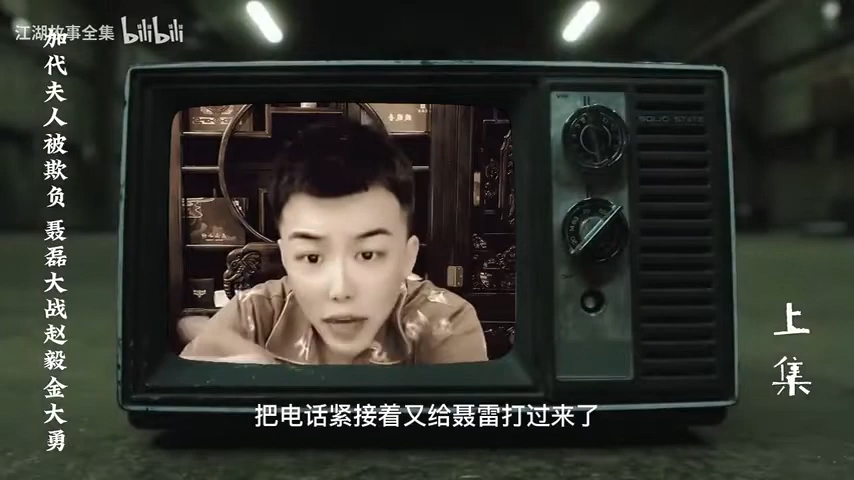 江湖故事全集 bilibili
加代夫人被欺负 聂磊大战赵毅金大勇
SOLID STATE
上集
把电话紧接着又给聂雷打过来了